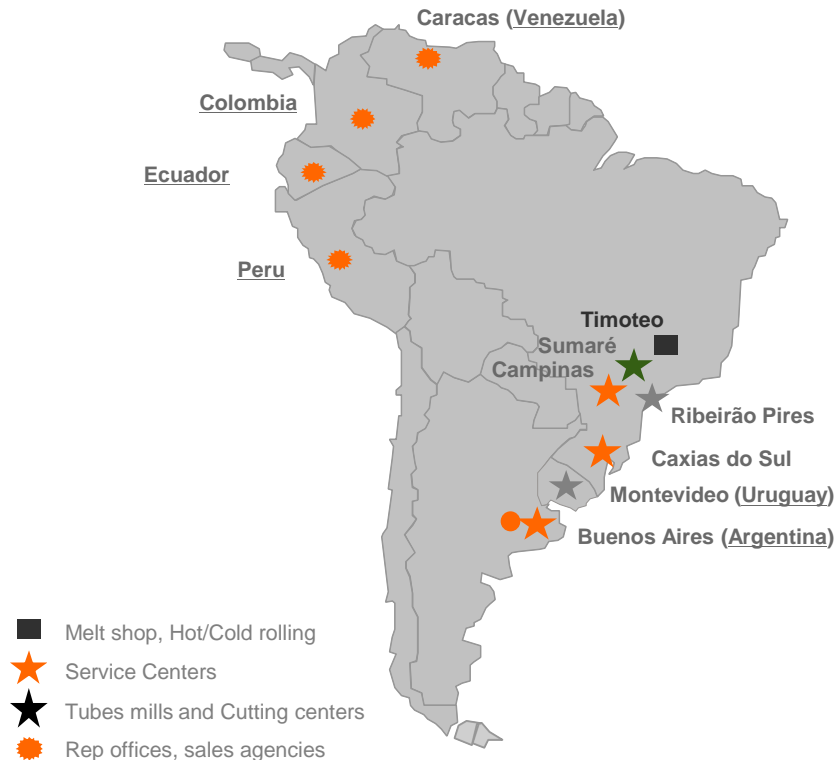 Caracas (Venezuela)
Colombia
Ecuador
Peru
Timoteo
Sumaré
Campinas
Ribeirão Pires
Caxias do Sul
Montevideo (Uruguay)
Buenos Aires (Argentina)
Melt shop, Hot/Cold rolling
Service Centers
Tubes mills and Cutting centers
Rep offices, sales agencies